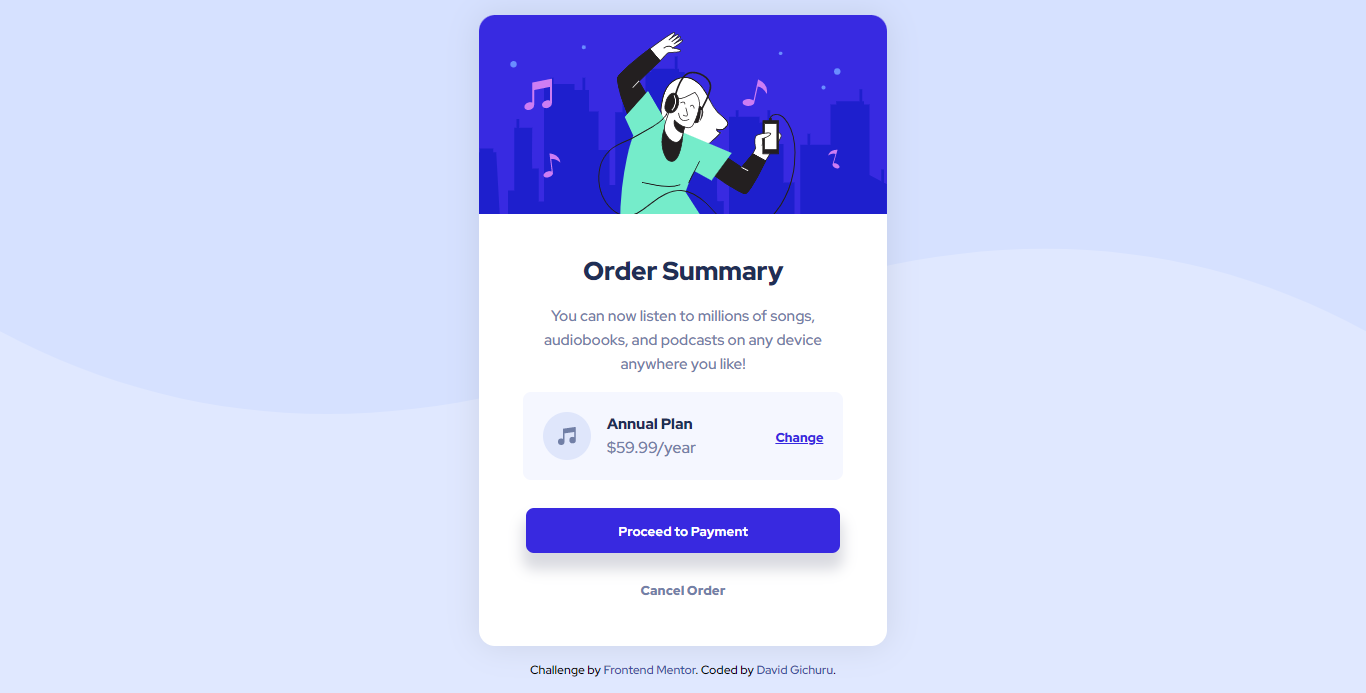 Order Summary
You can now listen to millions of songs,
audiobooks, and podcasts on any device
anywhere you like!
Annual Plan
$59.99/year
Change
Proceed to Payment
Cancel Order
Challenge by Frontend Mentor. Coded by David Gichuru.